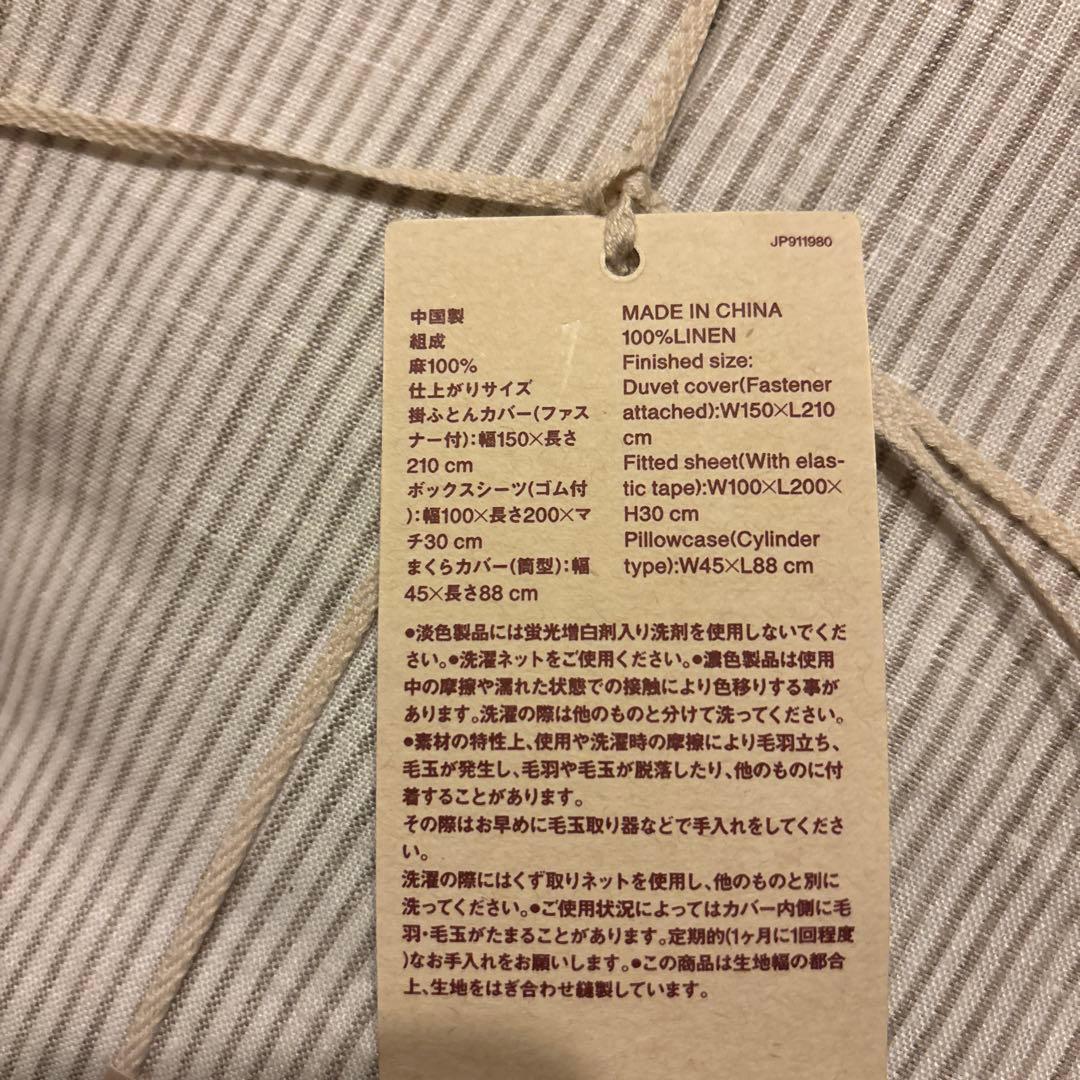 JP911980
中国製
組成
麻100%
仕上がりサイズ
掛ふとんカバー(ファス
ナー付):幅150×長さ
210 cm
ボックスシーツ(ゴム付
):幅100×長さ200×マ
チ30 cm
まくらカバー(筒型):幅
45×長さ88 cm
MADE IN CHINA
100%LINEN
Finished size:
Duvet cover(Fastener
attached):W150×L210
cm
Fitted sheet(With elas-
tic tape):W100×L200×
H30 cm
Pillowcase(Cylinder
type):W45×L88 cm
●淡色製品には蛍光増白剤入り洗剤を使用しないでくだ
さい。●洗濯ネットをご使用ください。●濃色製品は使用
中の摩擦や濡れた状態での接触により色移りする事が
あります。洗濯の際は他のものと分けて洗ってください。
●素材の特性上、使用や洗濯時の摩擦により毛羽立ち、
毛玉が発生し、毛羽や毛玉が脱落したり、他のものに付
着することがあります。
その際はお早めに毛玉取り器などで手入れをしてくださ
い。
洗濯の際にはくず取りネットを使用し、他のものと別に
洗ってください。●ご使用状況によってはカバー内側に毛
羽・毛玉がたまることがあります。定期的(1ヶ月に1回程度
)なお手入れをお願いします。●この商品は生地幅の都合
上、生地をはぎ合わせ縫製しています。